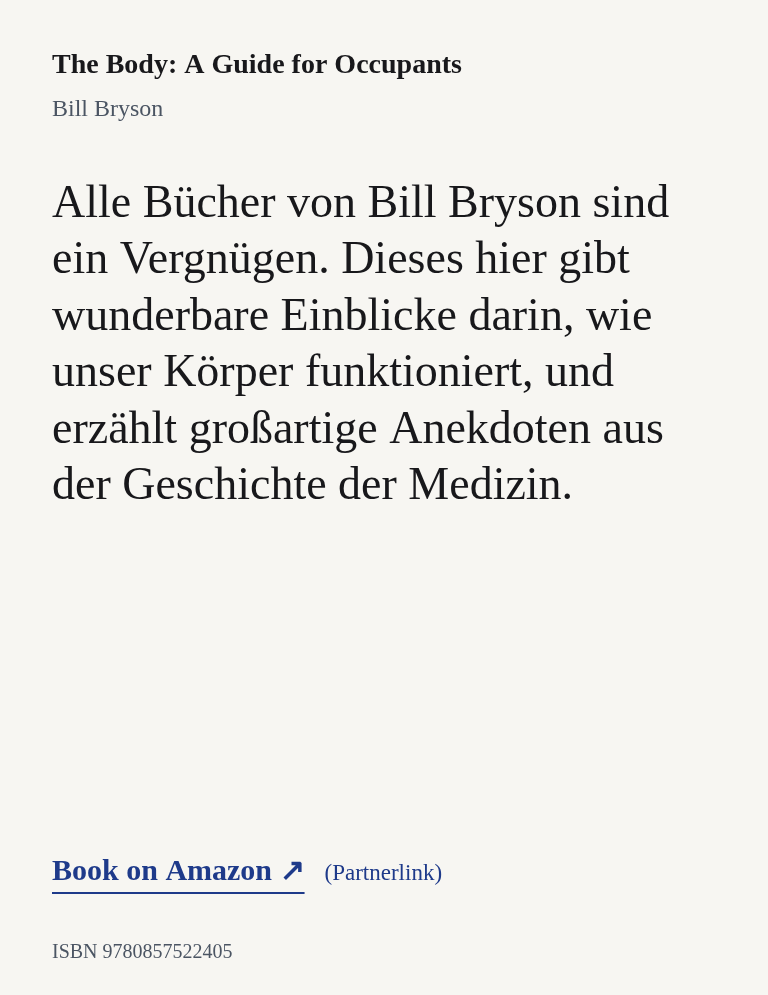 The Body: A Guide for Occupants
Bill Bryson
Alle Bücher von Bill Bryson sind
ein Vergnügen. Dieses hier gibt
wunderbare Einblicke darin, wie
unser Körper funktioniert, und
erzählt großartige Anekdoten aus
der Geschichte der Medizin.
Book on Amazon ↗ (Partnerlink)
ISBN 9780857522405